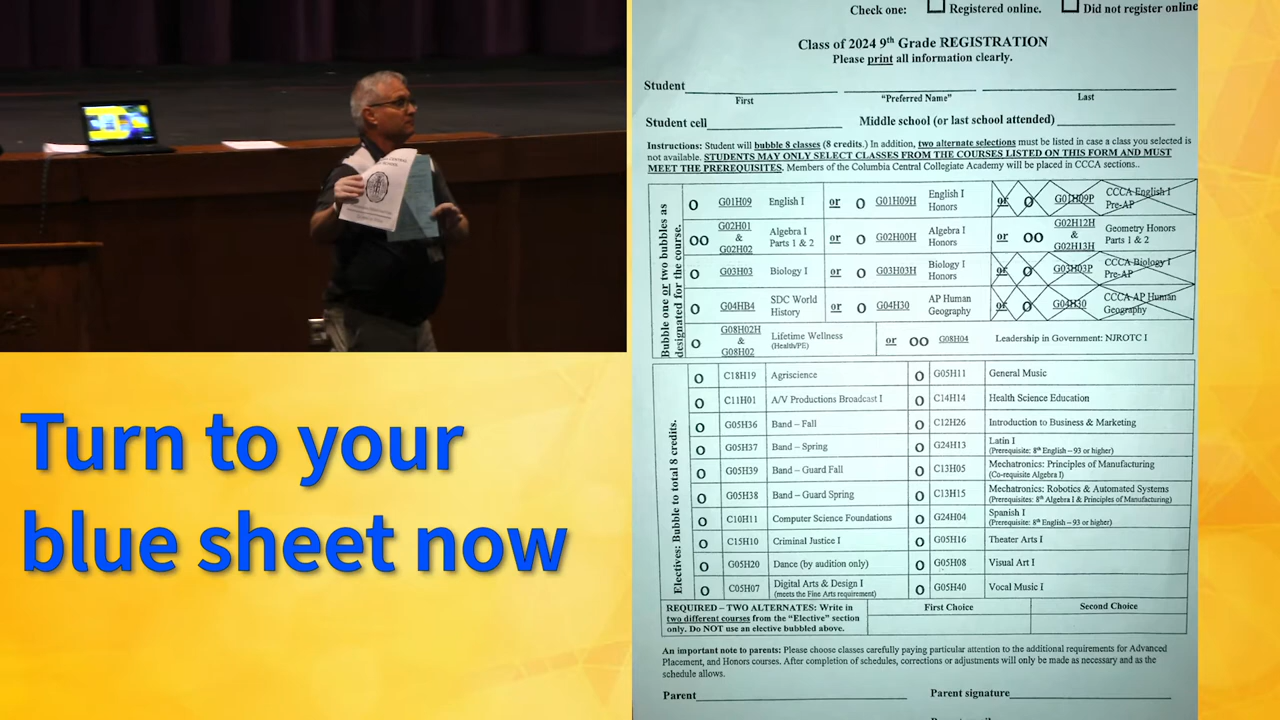 Check one: Registered online. Did not register online
Class of 2024 9th Grade REGISTRATION
Please print all information clearly.
Student
First "Preferred Name" Last
Student cell Middle school (or last school attended)
Instructions: Student will bubble 8 classes (8 credits.) In addition, two alternate selections must be listed in case a class you selected is
not available. STUDENTS MAY ONLY SELECT CLASSES FROM THE COURSES LISTED ON THIS FORM AND MUST
MEET THE PREREQUISITES. Members of the Columbia Central Collegiate Academy will be placed in CCCA sections..
Bubble one or two bubbles as
designated for the course.
O G01H09 English I or O G01H09H English I Honors or O G01H09P CCCA English I Pre-AP
OO G02H01 & G02H02 Algebra I Parts 1 & 2 or O G02H00H Algebra I Honors or OO G02H12H & G02H13H Geometry Honors Parts 1 & 2
O G03H03 Biology I or O G03H03H Biology I Honors or O G03H03P CCCA Biology I Pre-AP
O G04HB4 SDC World History or O G04H30 AP Human Geography or O G04H30 CCCA AP Human Geography
O G08H02H & G08H02 Lifetime Wellness (Health/PE) or OO G08H04 Leadership in Government: NJROTC I
Electives: Bubble to total 8 credits.
O C18H19 Agriscience O G05H11 General Music
O C11H01 A/V Productions Broadcast I O C14H14 Health Science Education
O G05H36 Band – Fall O C12H26 Introduction to Business & Marketing
O G05H37 Band – Spring O G24H13 Latin I (Prerequisite: 8th English – 93 or higher)
O G05H39 Band – Guard Fall O C13H05 Mechatronics: Principles of Manufacturing (Co-requisite Algebra I)
O G05H38 Band – Guard Spring O C13H15 Mechatronics: Robotics & Automated Systems (Prerequisites: 8th Algebra I & Principles of Manufacturing)
O C10H11 Computer Science Foundations O G24H04 Spanish I (Prerequisite: 8th English – 93 or higher)
O C15H10 Criminal Justice I O G05H16 Theater Arts I
O G05H20 Dance (by audition only) O G05H08 Visual Art I
O C05H07 Digital Arts & Design I (meets the Fine Arts requirement) O G05H40 Vocal Music I
REQUIRED – TWO ALTERNATES: Write in First Choice Second Choice
two different courses from the "Elective" section
only. Do NOT use an elective bubbled above.
An important note to parents: Please choose classes carefully paying particular attention to the additional requirements for Advanced
Placement, and Honors courses. After completion of schedules, corrections or adjustments will only be made as necessary and as the
schedule allows.
Parent Parent signature
Turn to your
blue sheet now